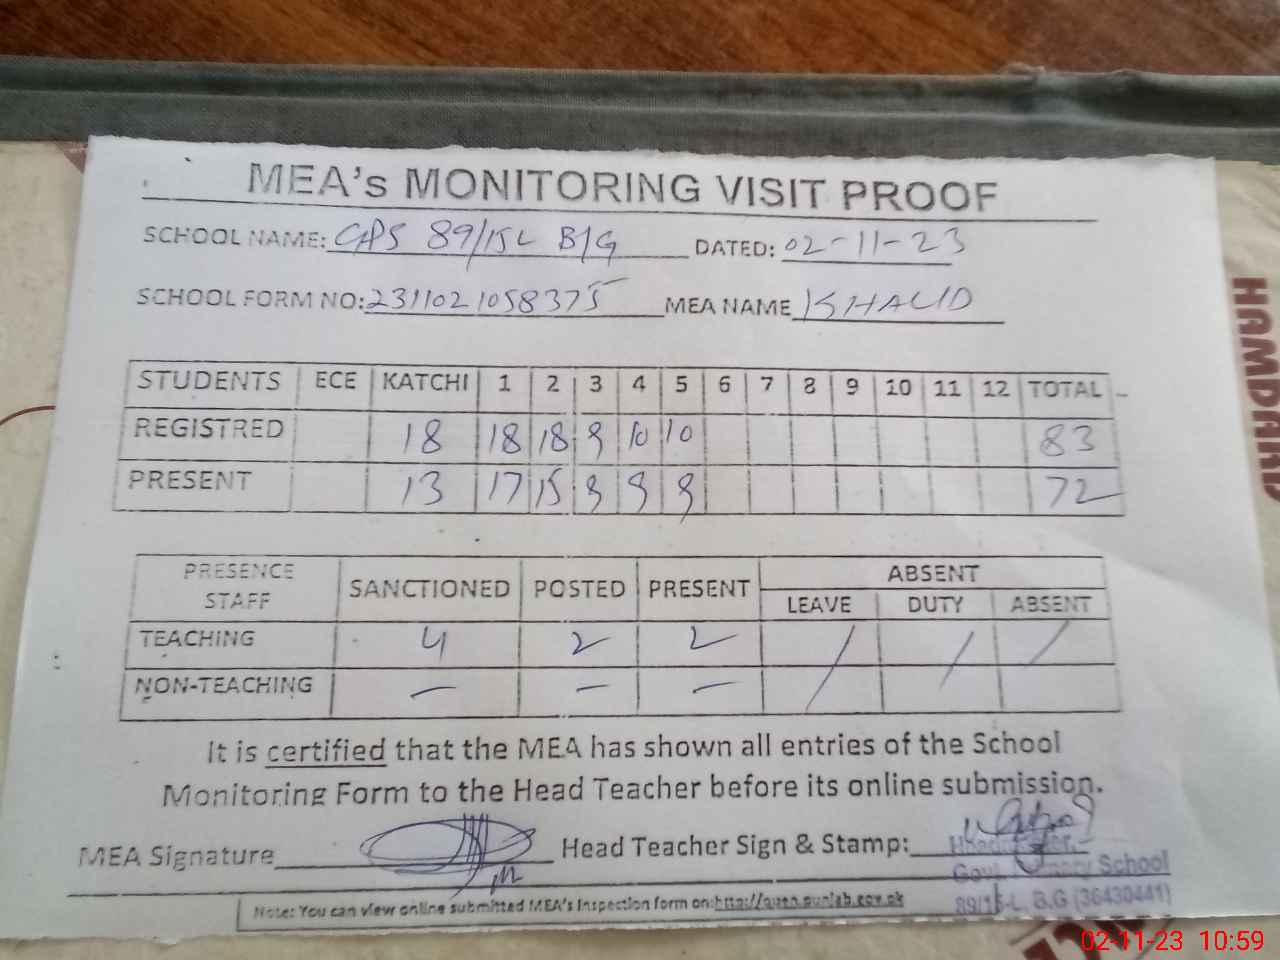 MEA's MONITORING VISIT PROOF
SCHOOL NAME: GPS 89/15L B/G DATED: 02-11-23
SCHOOL FORM NO: 2311021058375 MEA NAME KHALID
STUDENTS ECE KATCHI 1 2 3 4 5 6 7 8 9 10 11 12 TOTAL
REGISTRED 18 18 18 9 10 10 83
PRESENT 13 17 15 9 9 9 72
PRESENCE STAFF SANCTIONED POSTED PRESENT ABSENT
LEAVE DUTY ABSENT
TEACHING 4 2 2 / / /
NON-TEACHING — — —
It is certified that the MEA has shown all entries of the School
Monitoring Form to the Head Teacher before its online submission.
MEA Signature Head Teacher Sign & Stamp:
Govt. Primary School
89/15-L, B.G (36430441)
Note: You can view online submitted MEA's inspection form on: http://open.punjab.gov.pk
HAMDARD
02-11-23 10:59